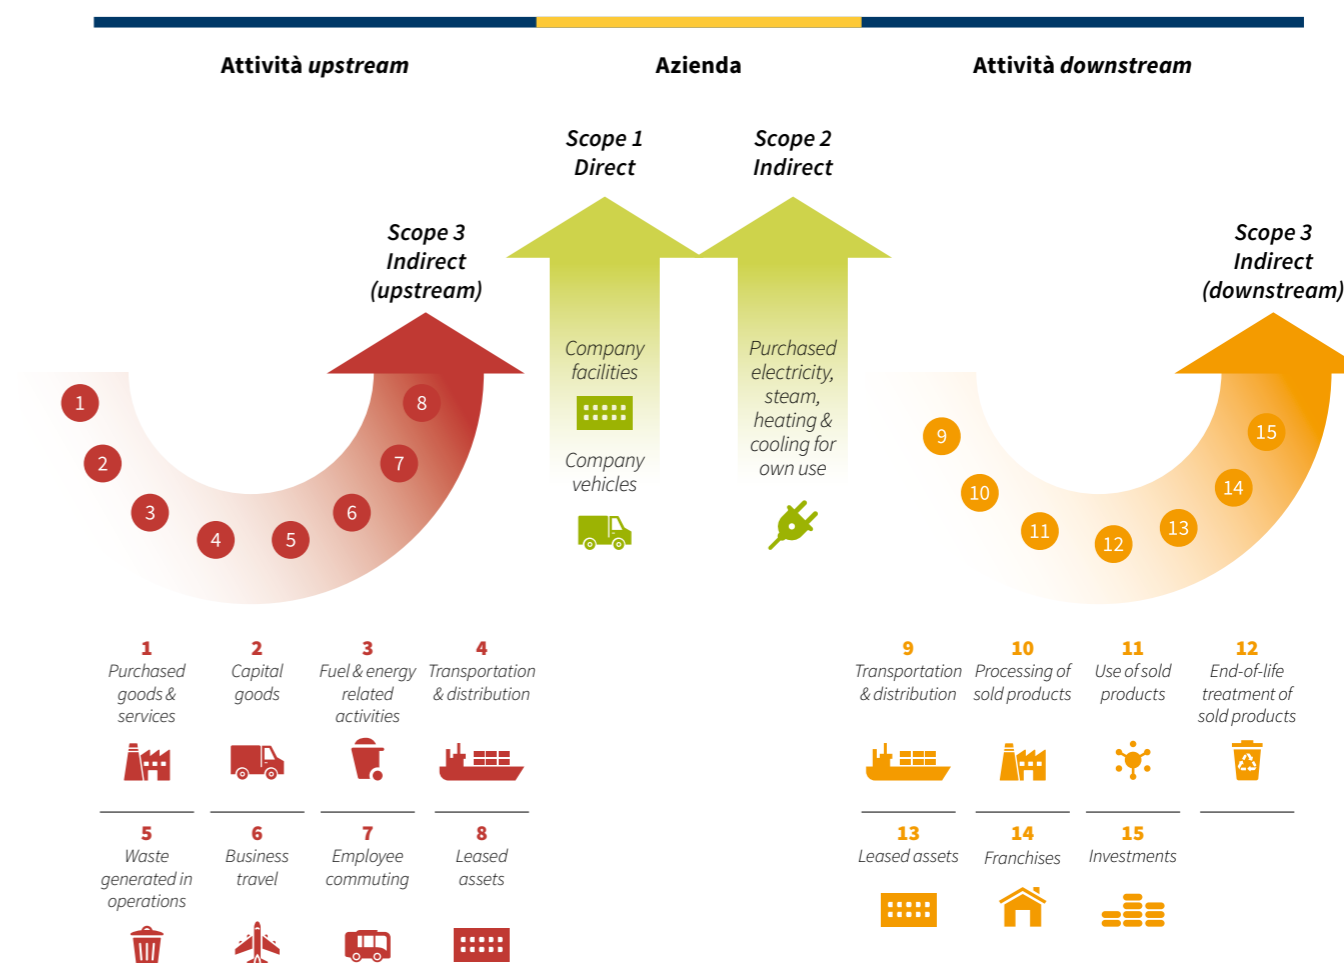 Attività upstream
Azienda
Attività downstream
Scope 1
Direct
Scope 2
Indirect
Scope 3
Indirect
(upstream)
Scope 3
Indirect
(downstream)
Company
facilities
Company
vehicles
Purchased
electricity,
steam,
heating &
cooling for
own use
1
2
3
4
5
6
7
8
9
10
11
12
13
14
15
1
Purchased
goods &
services
2
Capital
goods
3
Fuel & energy
related
activities
4
Transportation
& distribution
5
Waste
generated in
operations
6
Business
travel
7
Employee
commuting
8
Leased
assets
9
Transportation
& distribution
10
Processing of
sold products
11
Use of sold
products
12
End-of-life
treatment of
sold products
13
Leased assets
14
Franchises
15
Investments